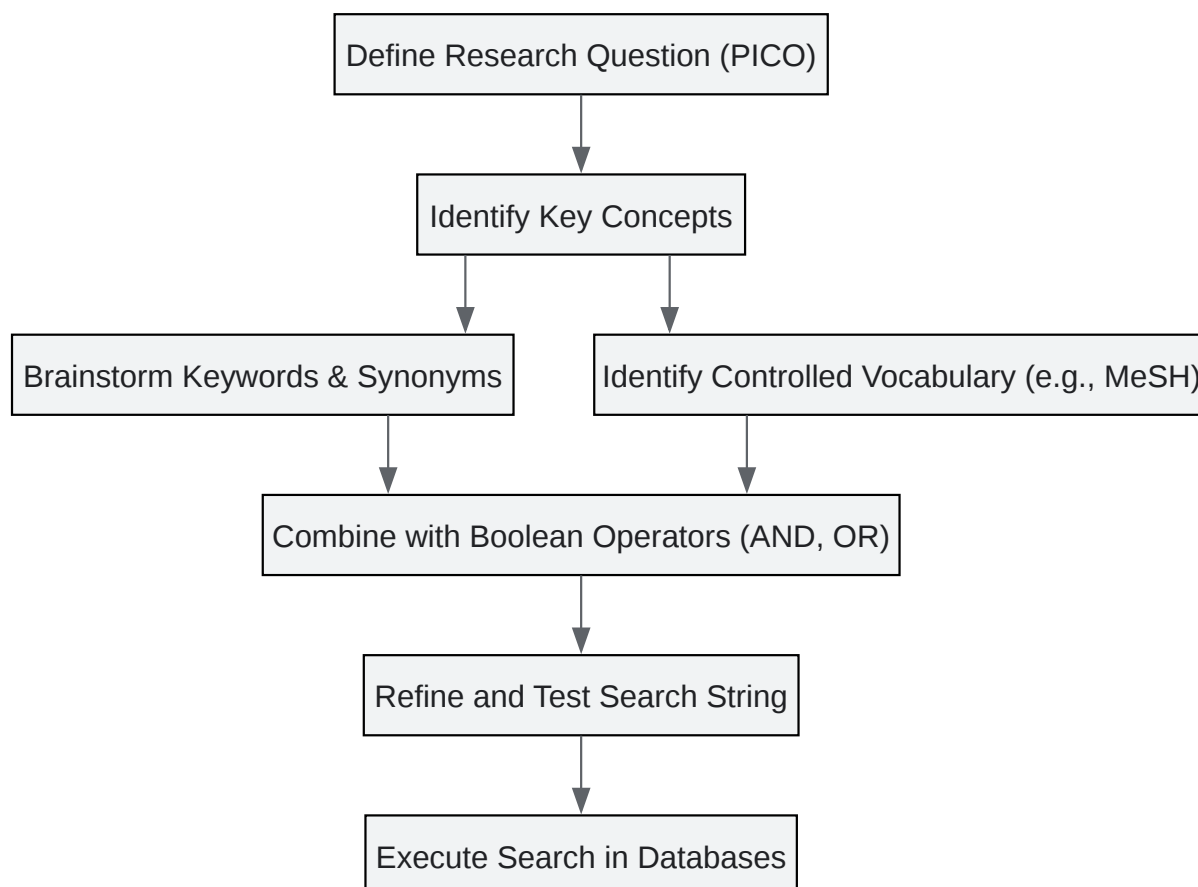 Define Research Question (PICO)
Identify Key Concepts
Brainstorm Keywords & Synonyms
Identify Controlled Vocabulary (e.g., MeSH)
Combine with Boolean Operators (AND, OR)
Refine and Test Search String
Execute Search in Databases